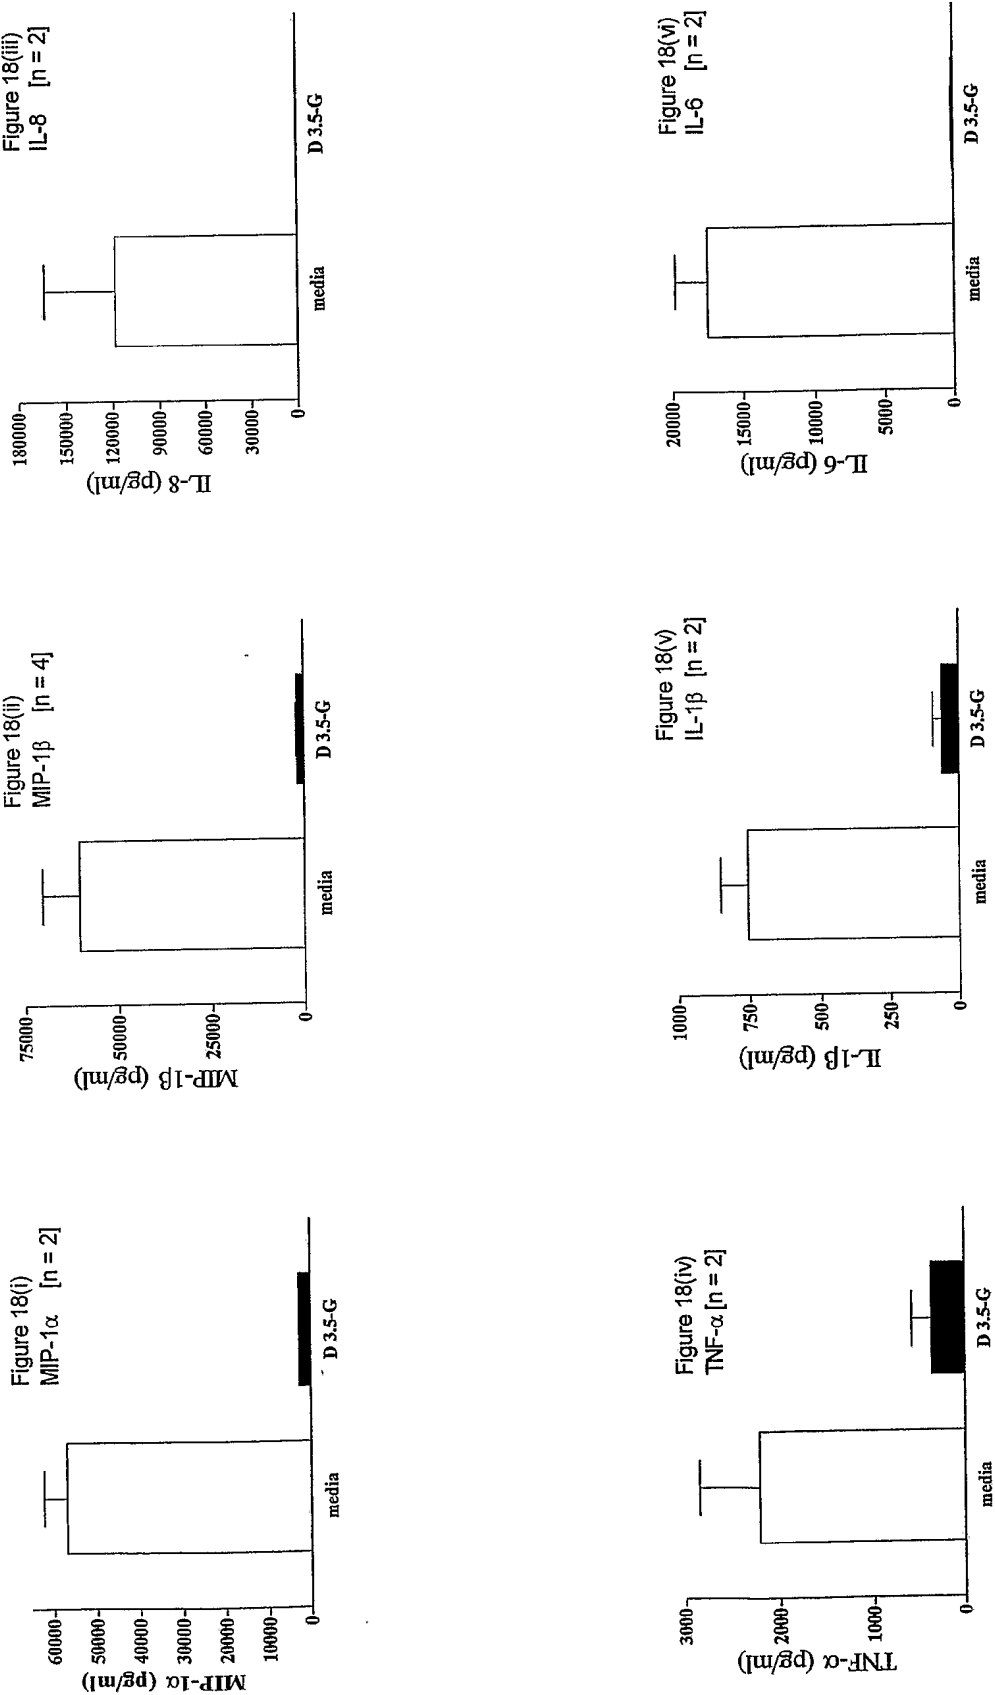 Figure 18(i)
MIP-1α [n = 2]
MIP-1α (pg/ml)
60000
50000
40000
30000
20000
10000
0
media
D 3.5-G
Figure 18(ii)
MIP-1β [n = 4]
MIP-1β (pg/ml)
75000
50000
25000
0
media
D 3.5-G
Figure 18(iii)
IL-8 [n = 2]
IL-8 (pg/ml)
180000
150000
120000
90000
60000
30000
0
media
D 3.5-G
Figure 18(iv)
TNF-α [n = 2]
TNF-α (pg/ml)
3000
2000
1000
0
media
D 3.5-G
Figure 18(v)
IL-1β [n = 2]
IL-1β (pg/ml)
1000
750
500
250
0
media
D 3.5-G
Figure 18(vi)
IL-6 [n = 2]
IL-6 (pg/ml)
20000
15000
10000
5000
0
media
D 3.5-G